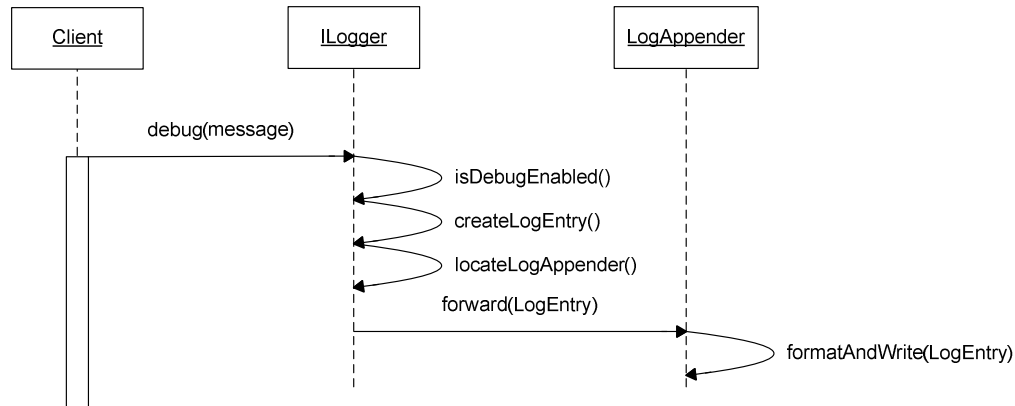 Client
ILogger
LogAppender
debug(message)
isDebugEnabled()
createLogEntry()
locateLogAppender()
forward(LogEntry)
formatAndWrite(LogEntry)